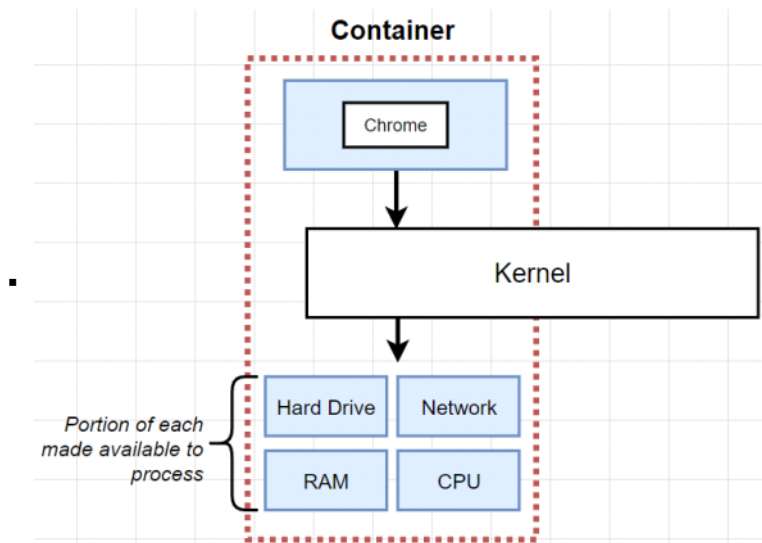 Container
Chrome
Kernel
Hard Drive
Network
Portion of each
made available to
process
RAM
CPU